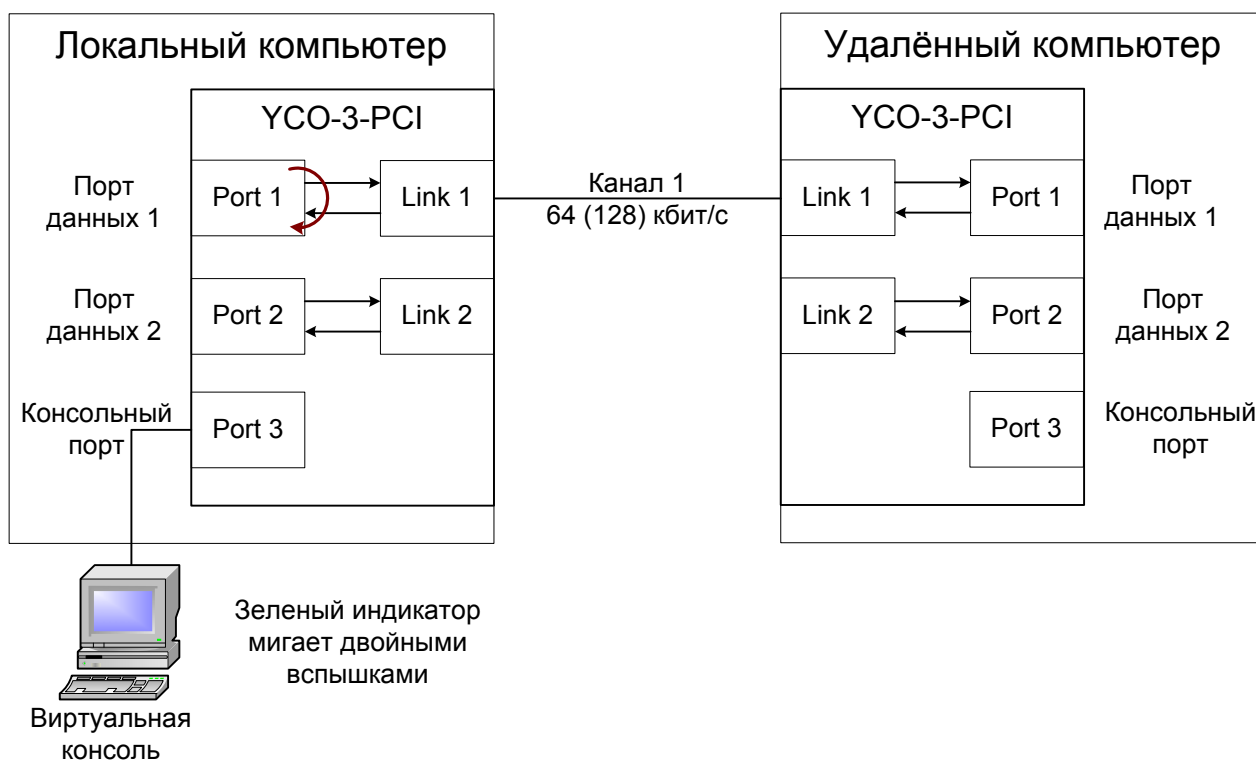 Локальный компьютер
Удалённый компьютер
YCO-3-PCI
YCO-3-PCI
Порт
данных 1
Port 1
Link 1
Канал 1
64 (128) кбит/с
Link 1
Port 1
Порт
данных 1
Порт
данных 2
Port 2
Link 2
Link 2
Port 2
Порт
данных 2
Консольный
порт
Port 3
Port 3
Консольный
порт
Зеленый индикатор
мигает двойными
вспышками
Виртуальная
консоль